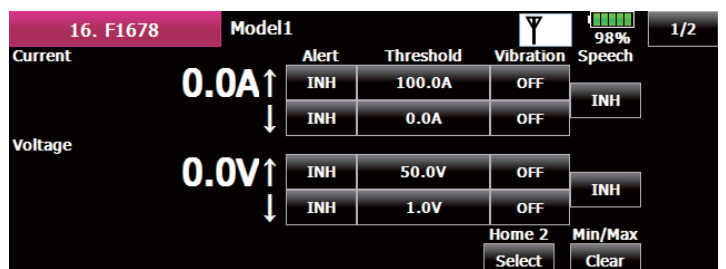 16. F1678 Model1 98% 1/2
Current Alert Threshold Vibration Speech
0.0A↑ INH 100.0A OFF INH
↓ INH 0.0A OFF
Voltage
0.0V↑ INH 50.0V OFF INH
↓ INH 1.0V OFF
Home 2 Min/Max
Select Clear